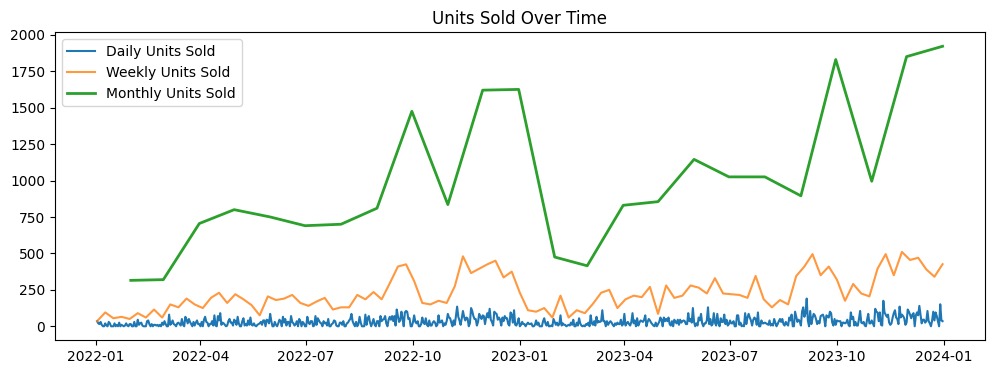 Units Sold Over Time
2000
1750
1500
1250
1000
750
500
250
0
Daily Units Sold
Weekly Units Sold
Monthly Units Sold
2022-01 2022-04 2022-07 2022-10 2023-01 2023-04 2023-07 2023-10 2024-01